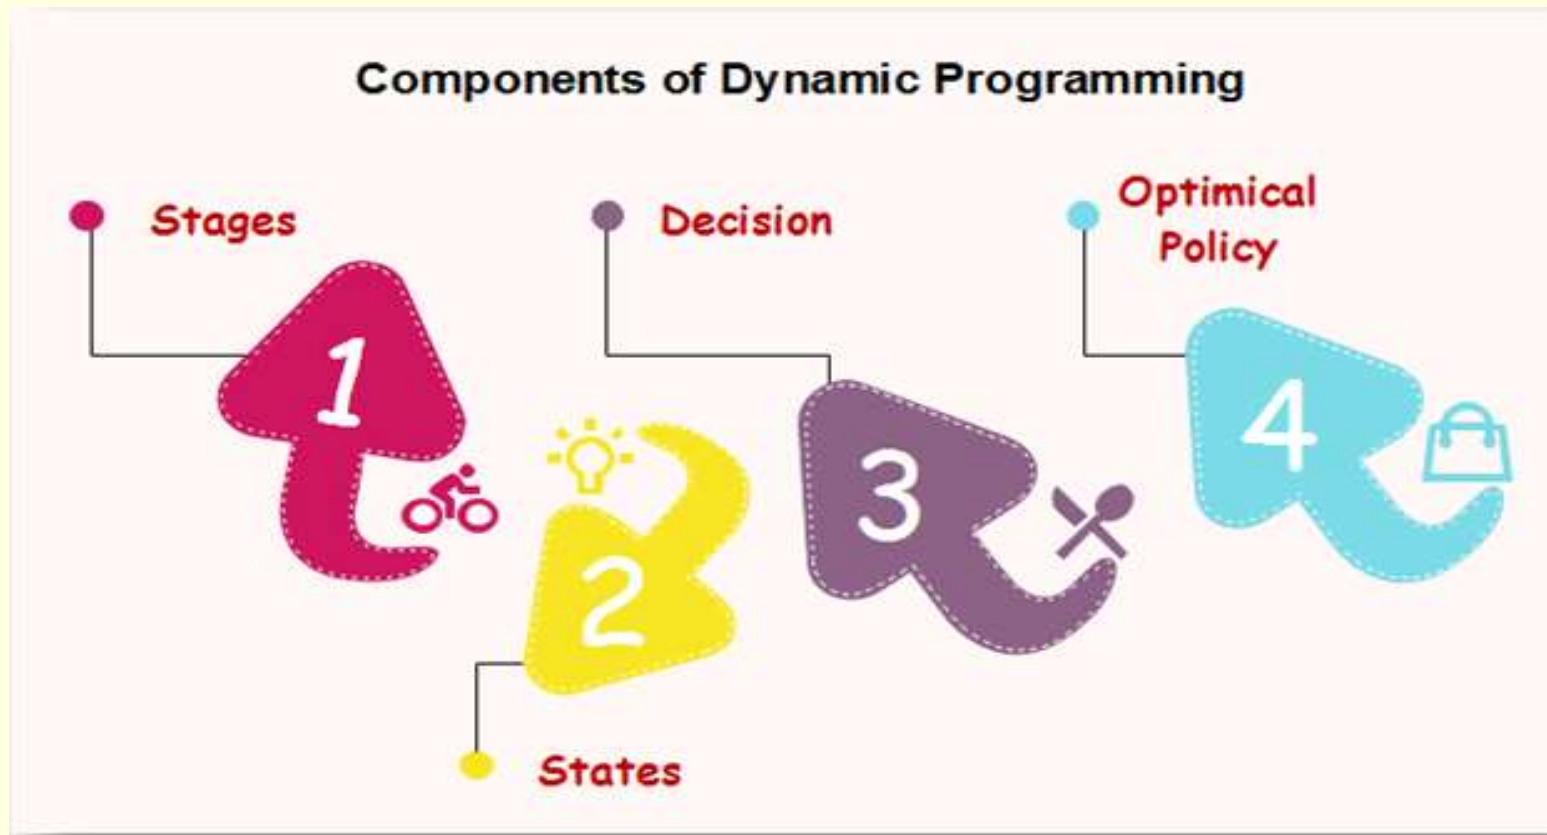 Components of Dynamic Programming
Stages
Decision
Optimical
Policy
1
2
3
4
States